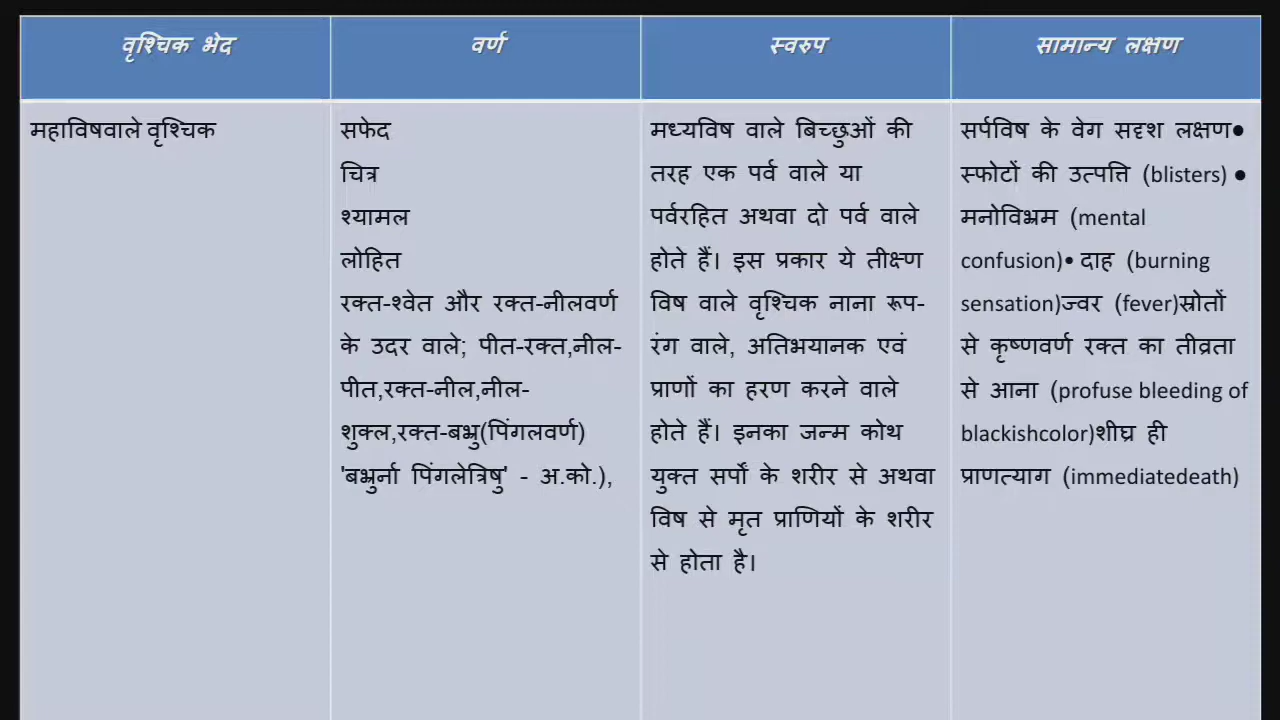 वृश्चिक भेद
वर्ण
स्वरुप
सामान्य लक्षण
महाविषवाले वृश्चिक
सफेद
चित्र
श्यामल
लोहित
रक्त-श्वेत और रक्त-नीलवर्ण
के उदर वाले; पीत-रक्त,नील-
पीत,रक्त-नील,नील-
शुक्ल,रक्त-बभ्रु(पिंगलवर्ण)
'बभ्रुर्ना पिंगलेत्रिषु' - अ.को.),
मध्यविष वाले बिच्छुओं की
तरह एक पर्व वाले या
पर्वरहित अथवा दो पर्व वाले
होते हैं। इस प्रकार ये तीक्ष्ण
विष वाले वृश्चिक नाना रूप-
रंग वाले, अतिभयानक एवं
प्राणों का हरण करने वाले
होते हैं। इनका जन्म कोथ
युक्त सर्पों के शरीर से अथवा
विष से मृत प्राणियों के शरीर
से होता है।
सर्पविष के वेग सदृश लक्षण●
स्फोटों की उत्पत्ति (blisters) ●
मनोविभ्रम (mental
confusion)• दाह (burning
sensation)ज्वर (fever)स्रोतों
से कृष्णवर्ण रक्त का तीव्रता
से आना (profuse bleeding of
blackishcolor)शीघ्र ही
प्राणत्याग (immediatedeath)